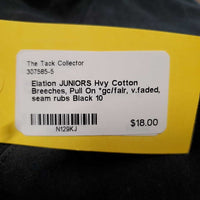 The Tack Collector
307585-5
Elation JUNIORS Hvy Cotton
Breeches, Pull On *gc/fair, v.faded,
seam rubs Black 10
$18.00
N129KJ